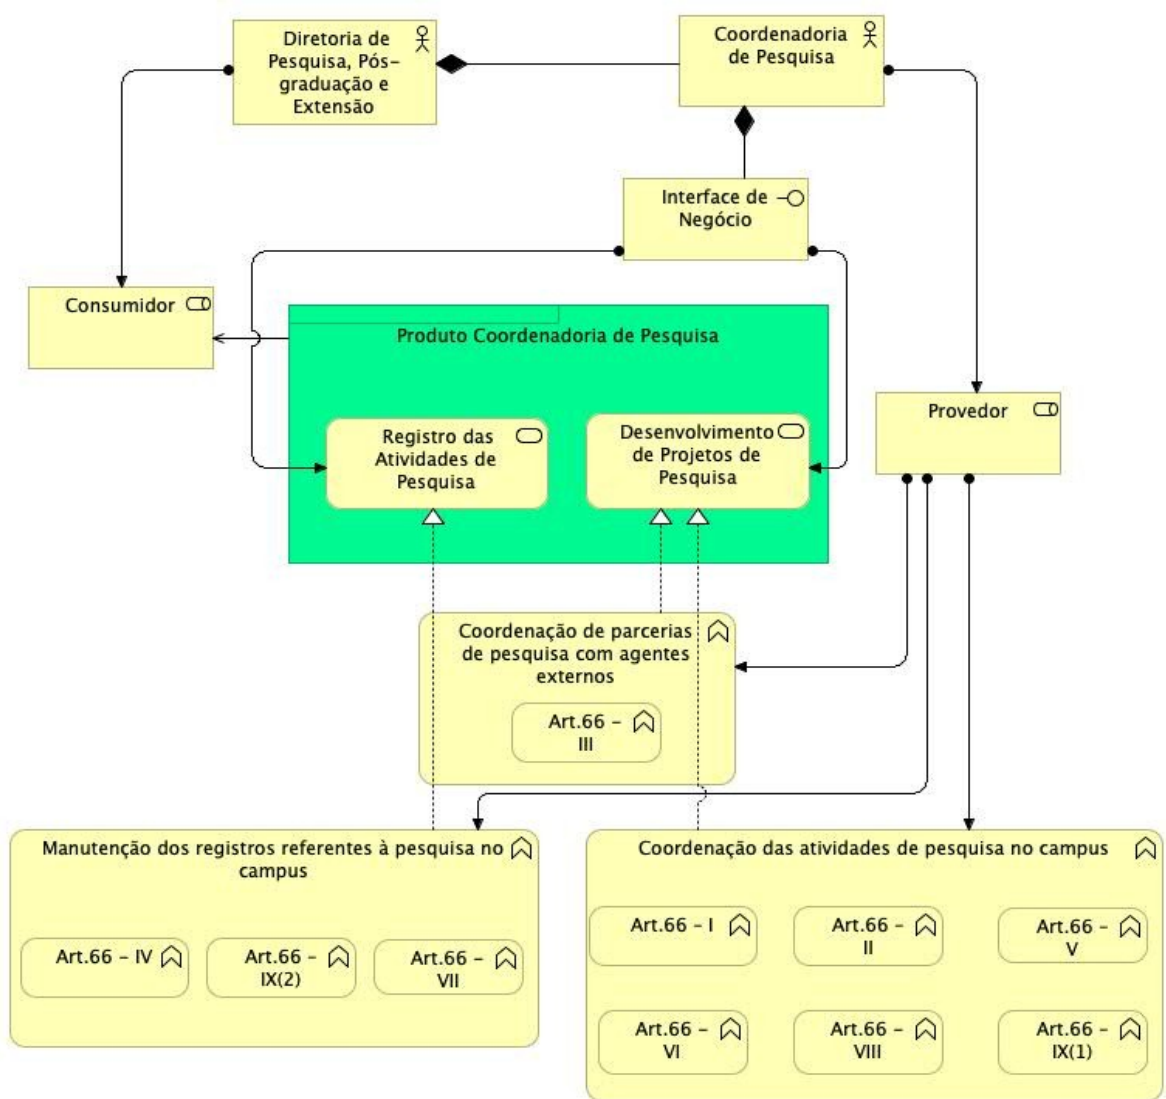 Diretoria de
Pesquisa, Pós-
graduação e
Extensão
Coordenadoria
de Pesquisa
Interface de
Negócio
Consumidor
Produto Coordenadoria de Pesquisa
Provedor
Registro das
Atividades de
Pesquisa
Desenvolvimento
de Projetos de
Pesquisa
Coordenação de parcerias
de pesquisa com agentes
externos
Art.66 -
III
Manutenção dos registros referentes à pesquisa no
campus
Art.66 - IV
Art.66 -
IX(2)
Art.66 -
VII
Coordenação das atividades de pesquisa no campus
Art.66 - I
Art.66 -
II
Art.66 -
V
Art.66 -
VI
Art.66 -
VIII
Art.66 -
IX(1)